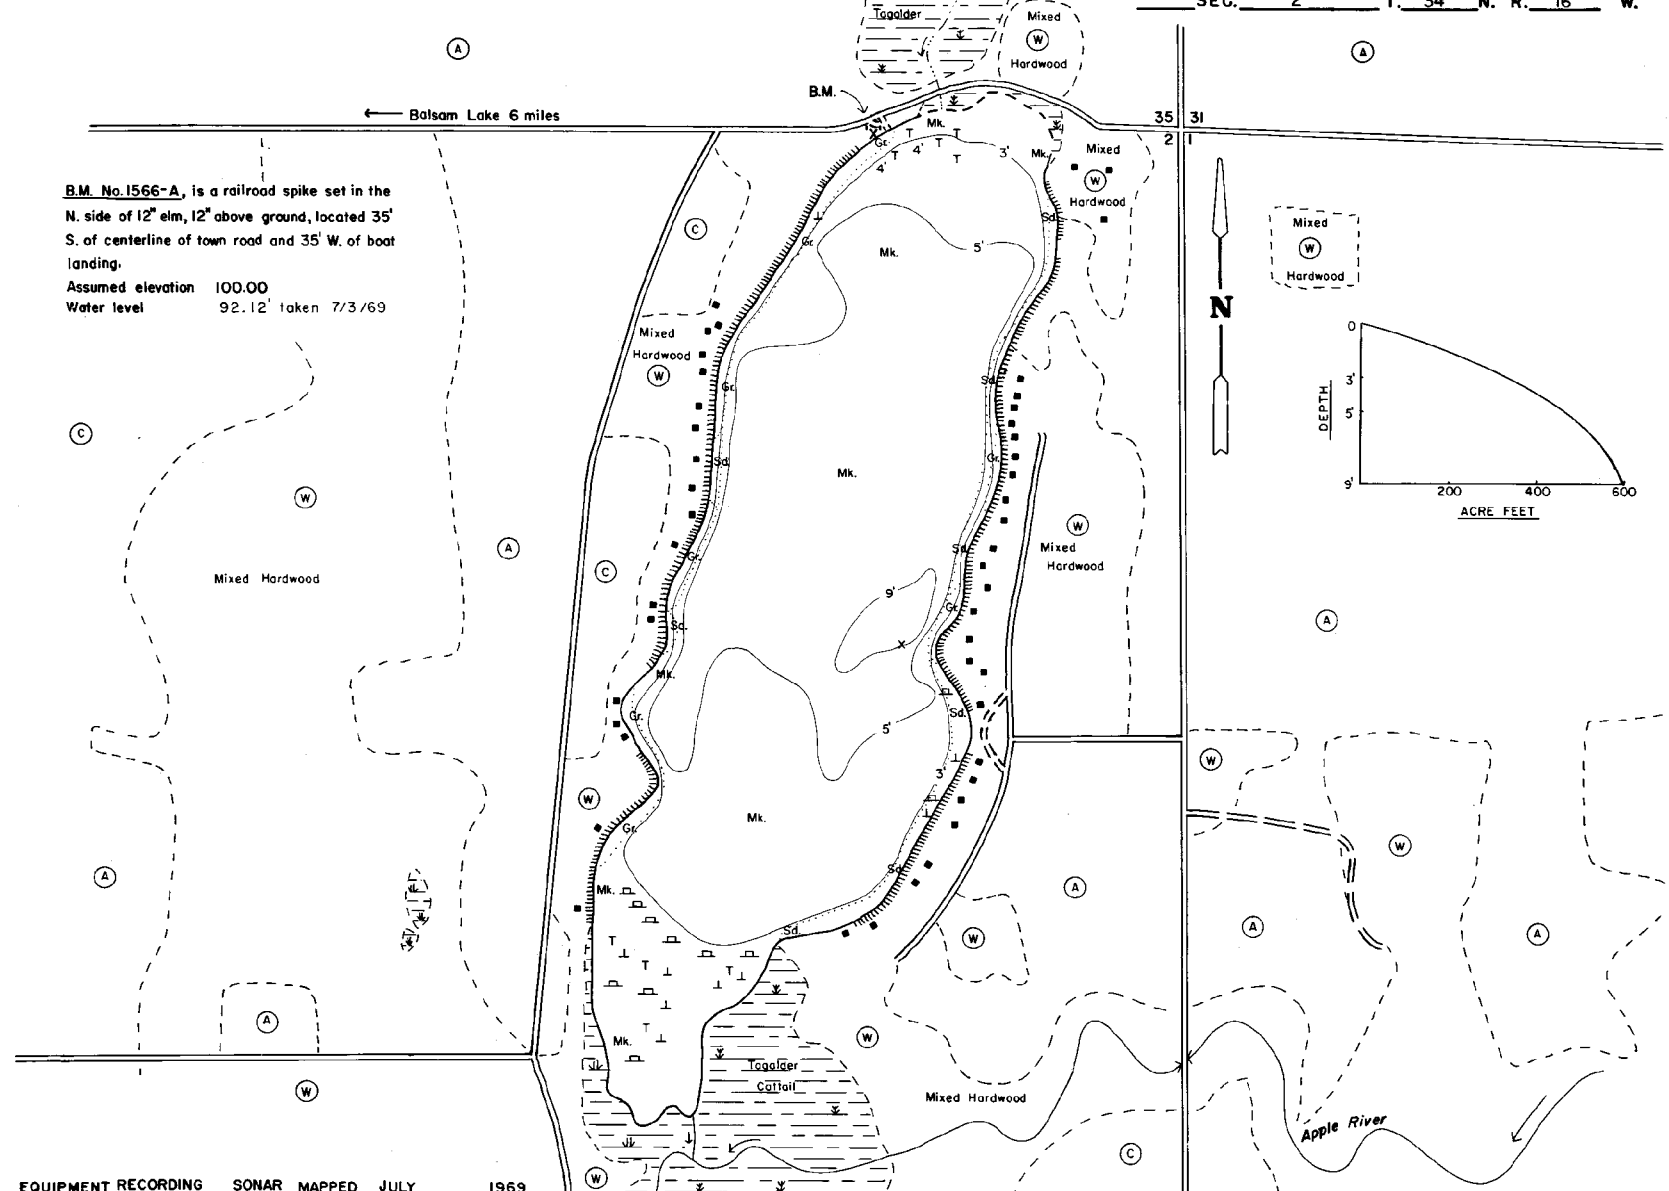 SEC. 2 T. 34 N. R. 16 W.
Tagalder
Mixed
W
Hardwood
A
A
B.M.
← Balsam Lake 6 miles
35 31
2 1
Mk.
Gr.
T
T
T
T
4'
4'
3'
Mk.
Mixed
W
Hardwood
B.M. No.1566-A, is a railroad spike set in the
N. side of 12" elm, 12" above ground, located 35'
S. of centerline of town road and 35' W. of boat
landing.
Assumed elevation 100.00
Water level 92.12' taken 7/3/69
C
Sd.
Gr.
Mk.
5'
Mixed
W
Hardwood
N
Mixed
Hardwood
W
Gr.
Sd.
0
3'
5'
9'
DEPTH
200 400 600
ACRE FEET
C
Sd.
Mk.
Gr.
W
A
Mixed Hardwood
C
Gr.
Sd.
W
Mixed
Hardwood
9'
Gr.
Sd.
X
A
Mk.
Gr.
Sd.
5'
3'
W
W
Mk.
Gr.
W
A
Mk.
Sd.
A
A
W
A
Sd.
T
T
T
T
A
Mk.
W
Tagalder
Cattail
W
Mixed Hardwood
Apple River
C
W
EQUIPMENT RECORDING SONAR MAPPED JULY 1969